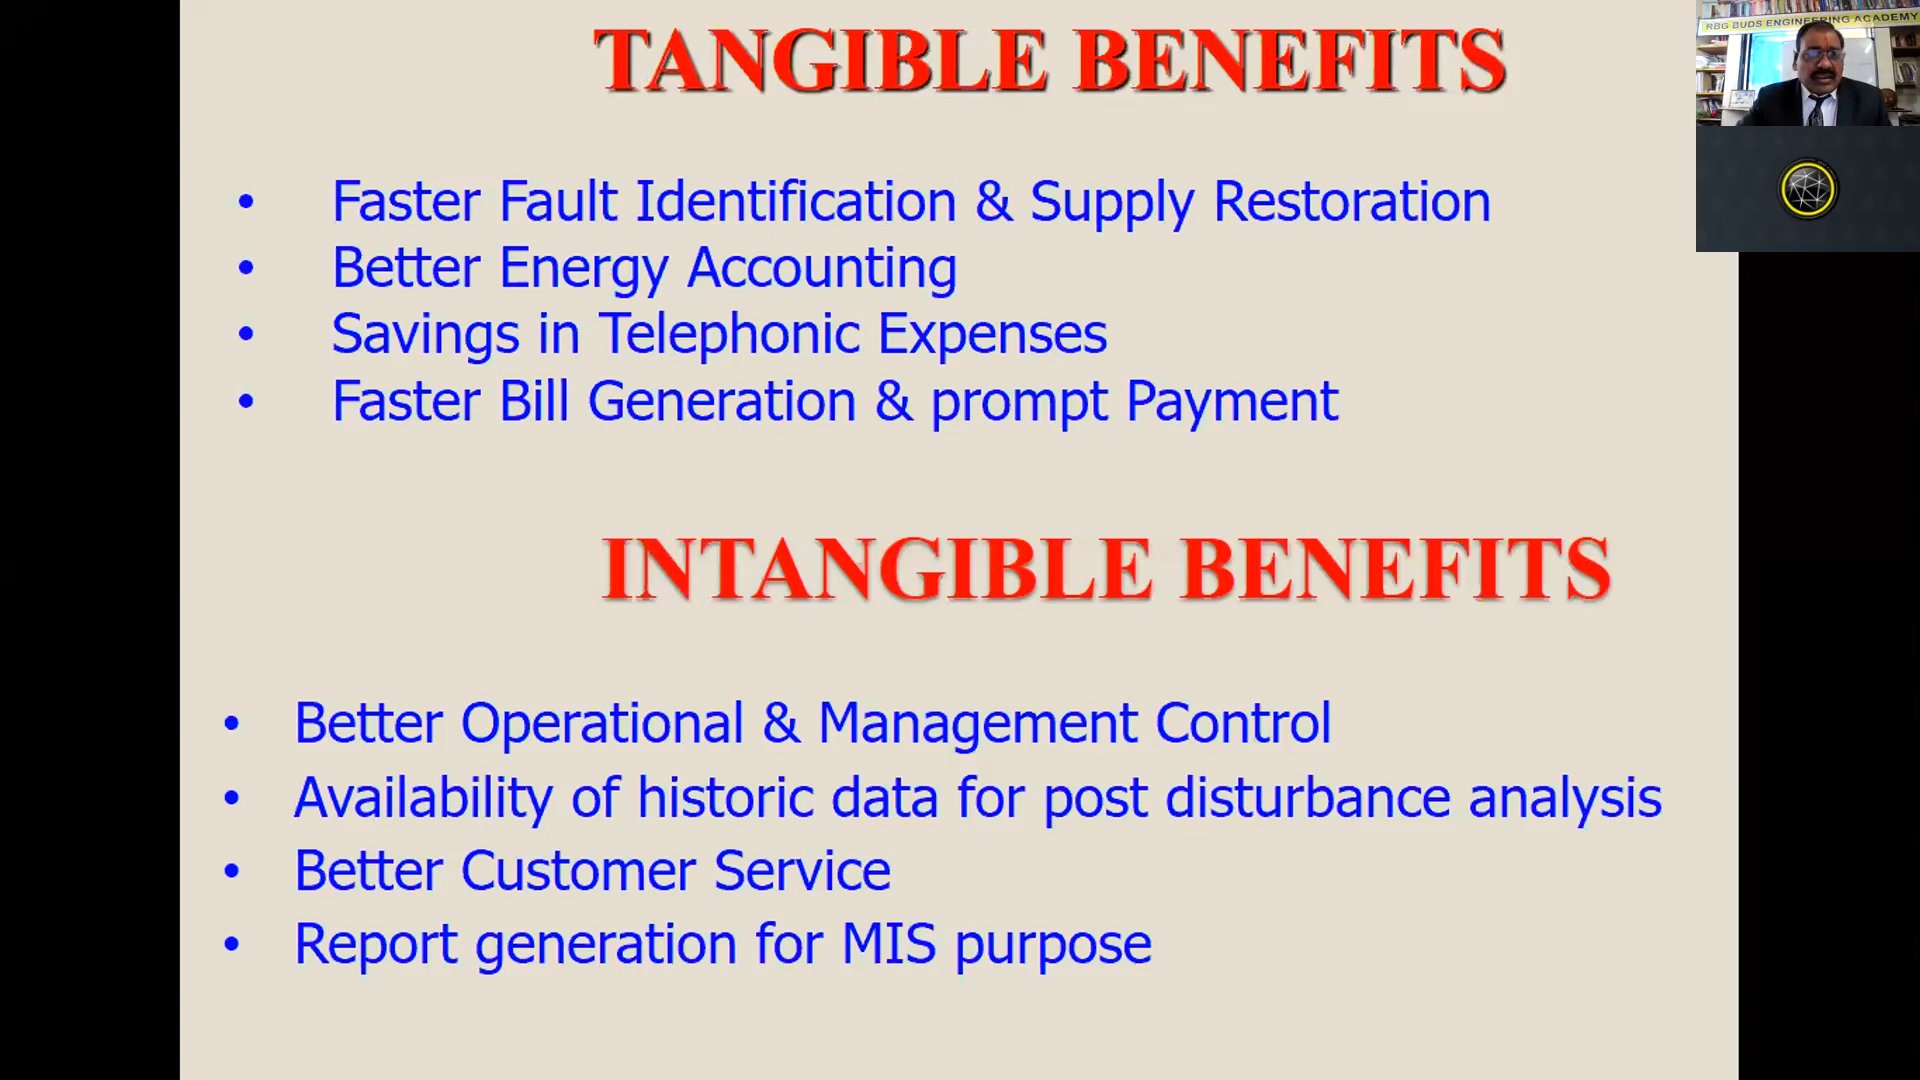 TANGIBLE BENEFITS
RBG BUDS ENGINEERING ACADEMY
• Faster Fault Identification & Supply Restoration
• Better Energy Accounting
• Savings in Telephonic Expenses
• Faster Bill Generation & prompt Payment
INTANGIBLE BENEFITS
• Better Operational & Management Control
• Availability of historic data for post disturbance analysis
• Better Customer Service
• Report generation for MIS purpose